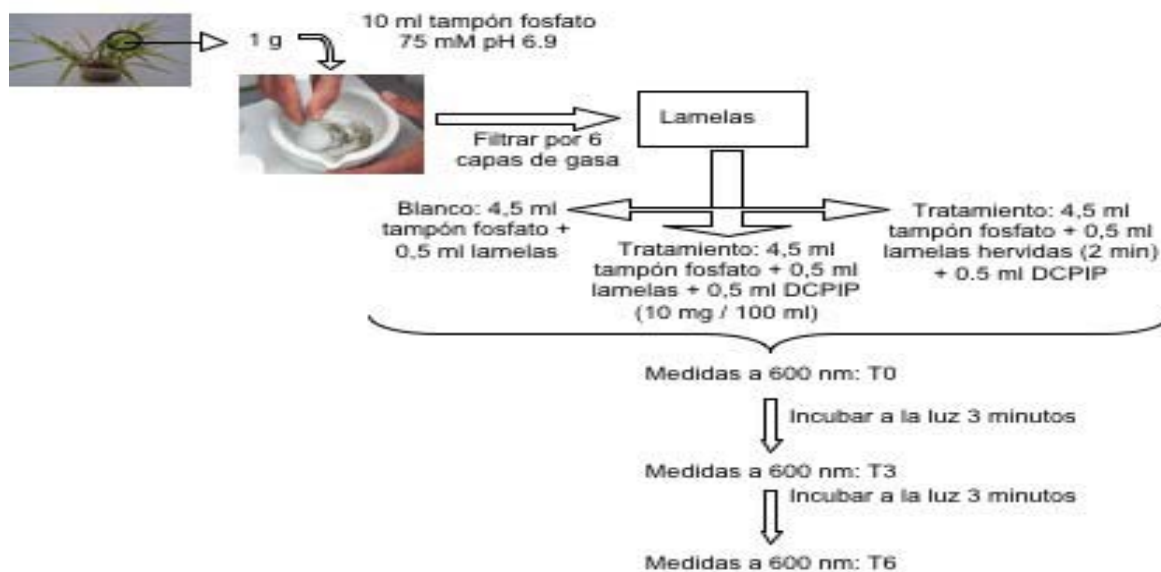 1 g
10 ml tampón fosfato
75 mM pH 6.9
Filtrar por 6
capas de gasa
Lamelas
Blanco: 4,5 ml
tampón fosfato +
0,5 ml lamelas
Tratamiento: 4,5 ml
tampón fosfato + 0,5 ml
lamelas + 0,5 ml DCPIP
(10 mg / 100 ml)
Tratamiento: 4,5 ml
tampón fosfato + 0,5 ml
lamelas hervidas (2 min)
+ 0.5 ml DCPIP
Medidas a 600 nm: T0
Incubar a la luz 3 minutos
Medidas a 600 nm: T3
Incubar a la luz 3 minutos
Medidas a 600 nm: T6